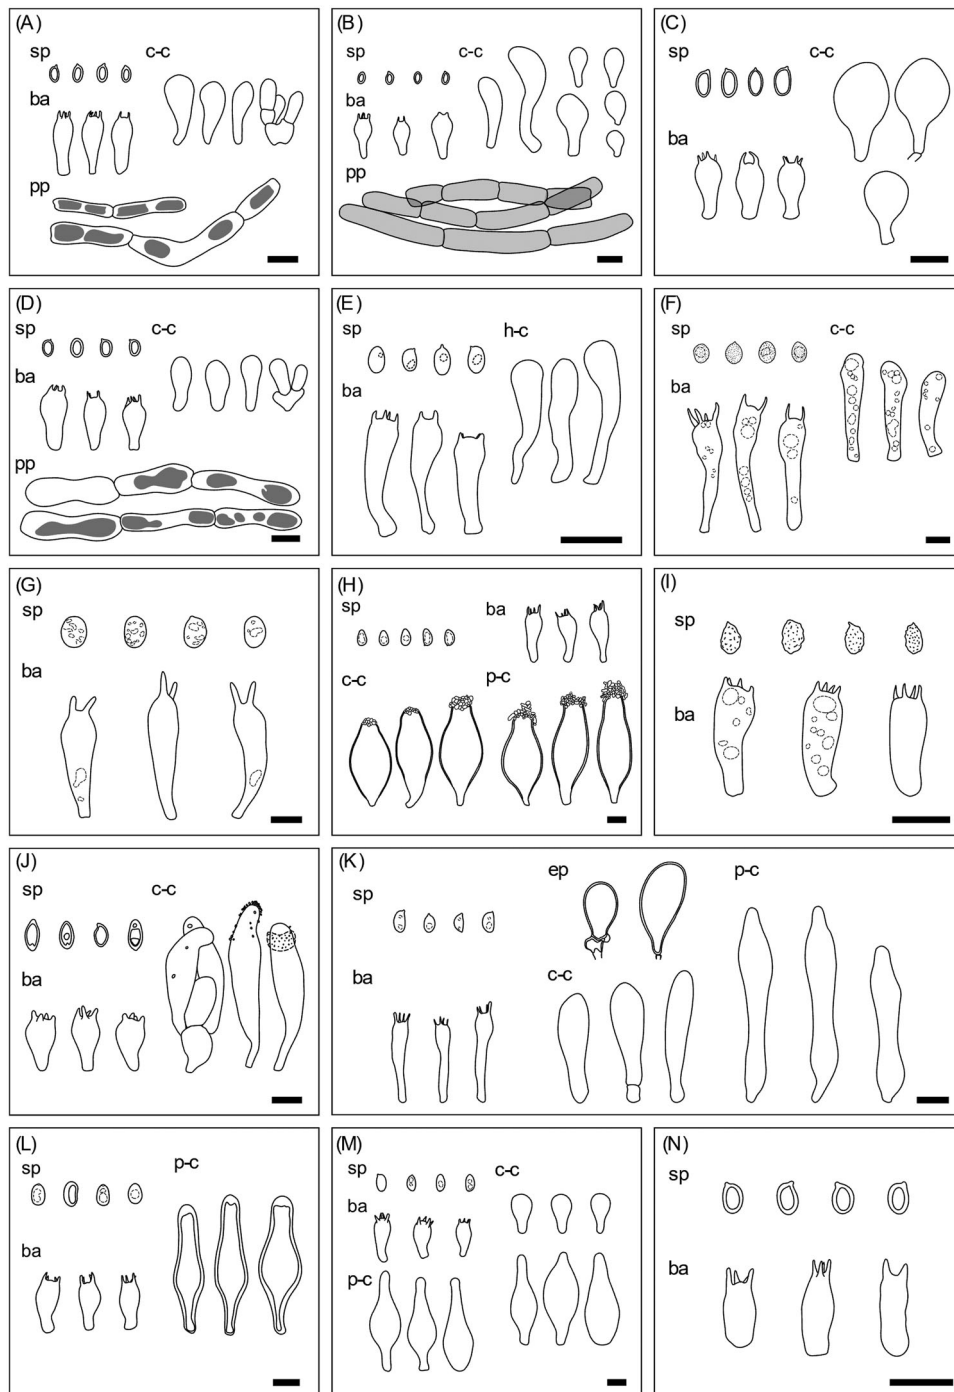 (A)
sp c-c
ba
pp
(B)
sp c-c
ba
pp
(C)
sp c-c
ba
(D)
sp c-c
ba
pp
(E)
sp h-c
ba
(F)
sp c-c
ba
(G)
sp
ba
(H)
sp ba
c-c p-c
(I)
sp
ba
(J)
sp c-c
ba
(K)
ep p-c
sp
c-c
ba
(L)
sp p-c
ba
(M)
sp c-c
ba
p-c
(N)
sp
ba